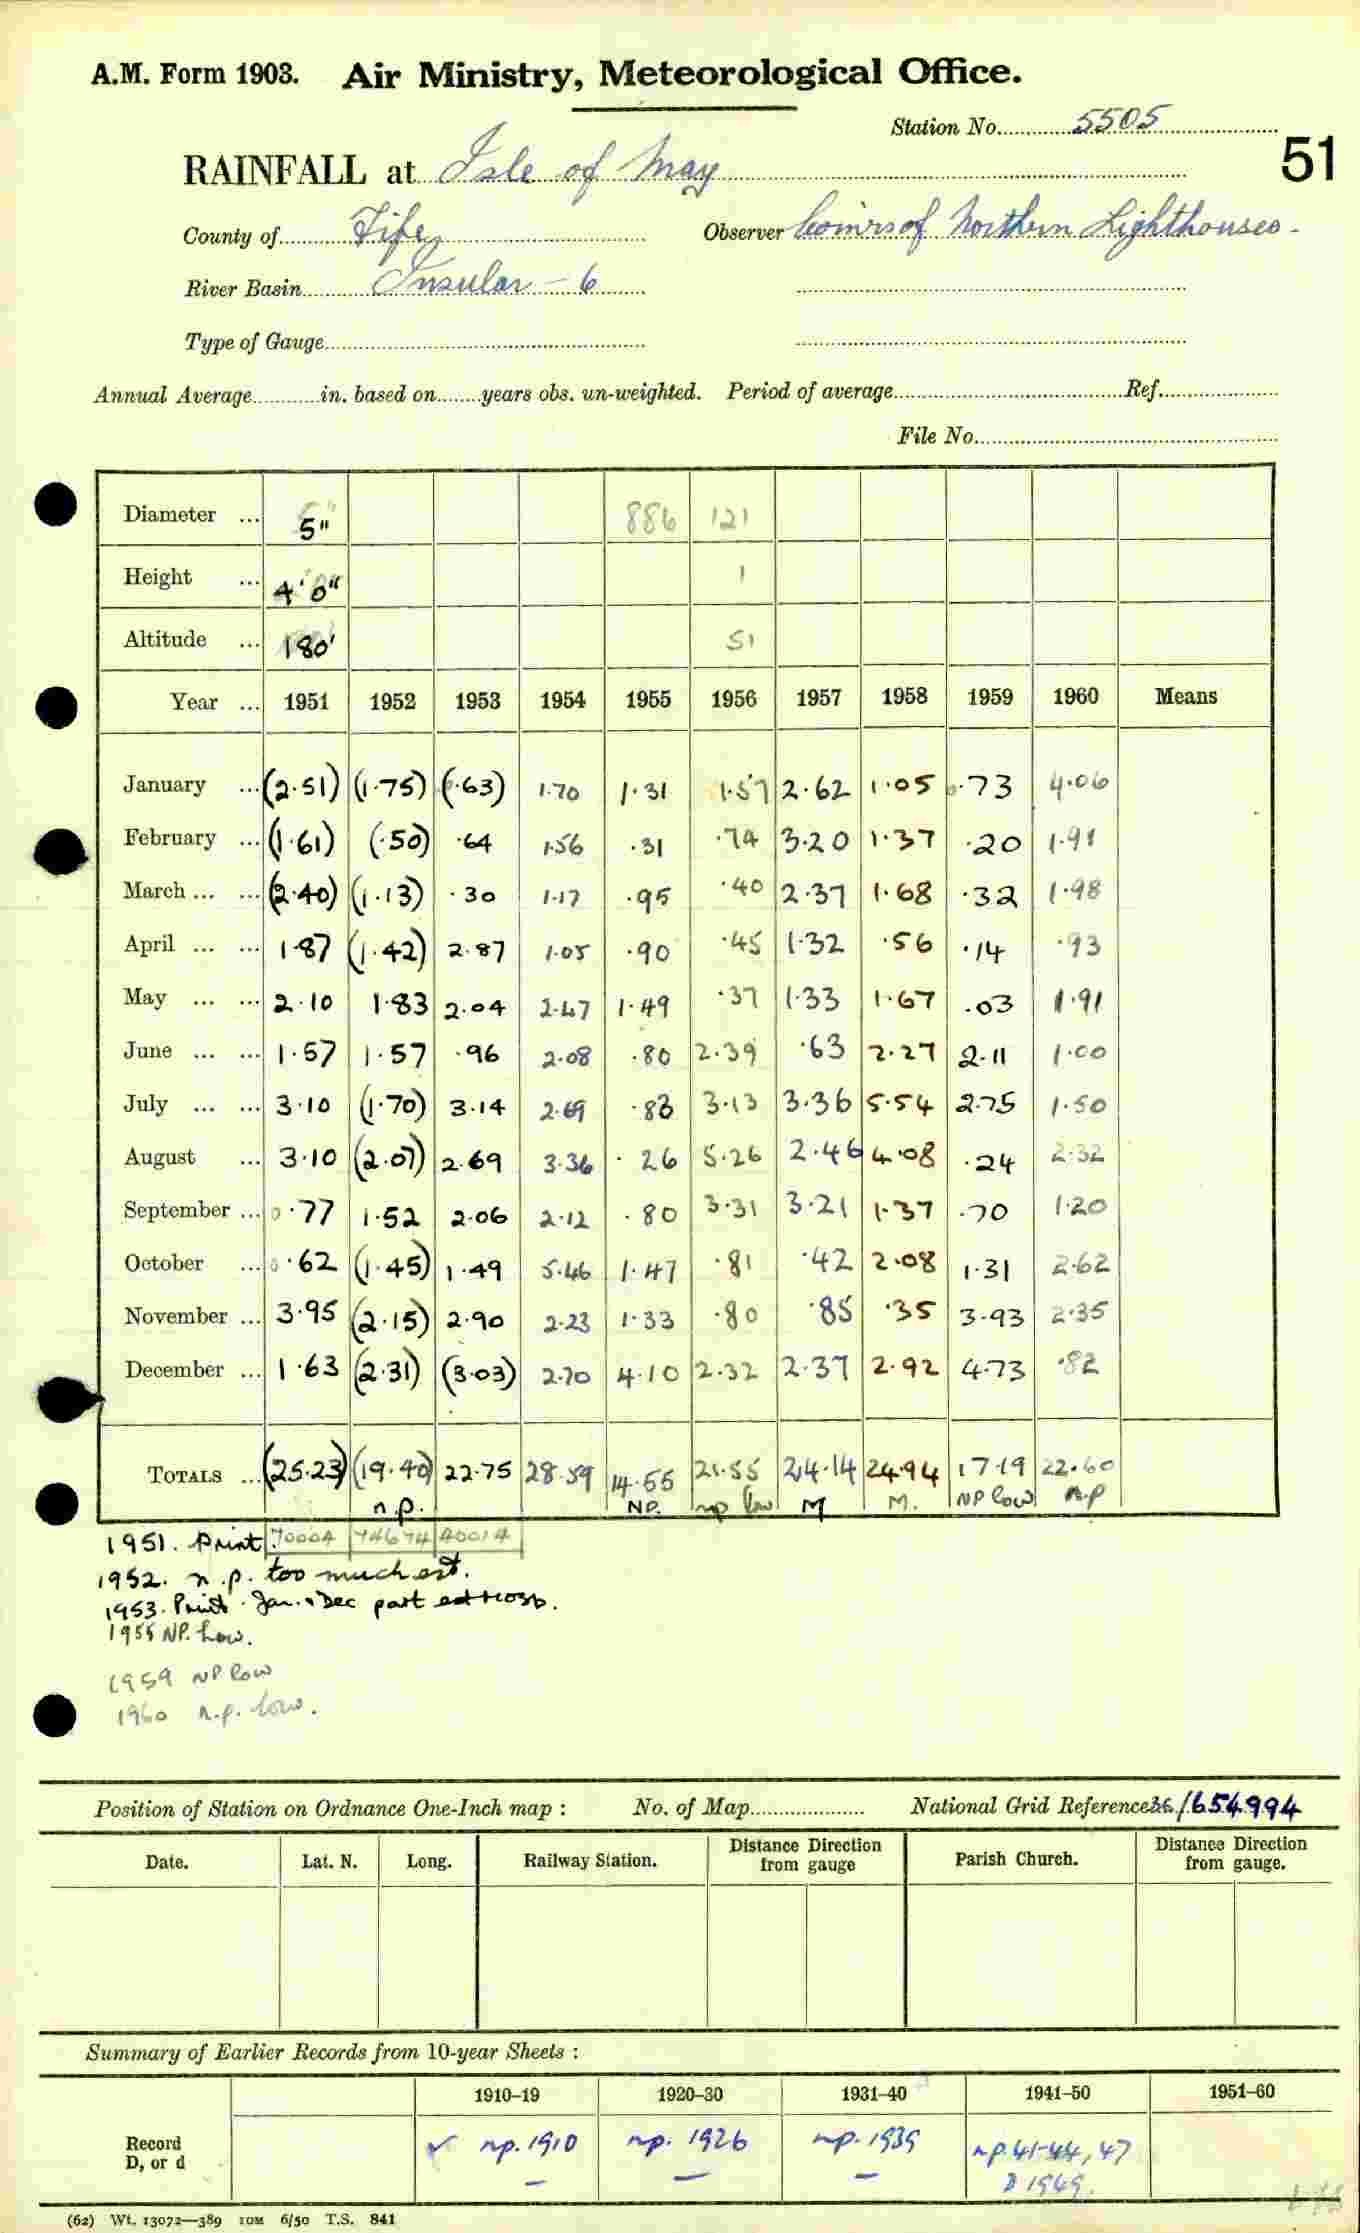 A.M. Form 1903. Air Ministry, Meteorological Office.
Station No. 5505
51
RAINFALL at Isle of May
County of Fife Observer Comrs of Northern Lighthouses.
River Basin Insular - 6
Type of Gauge
Annual Average in. based on years obs. un-weighted. Period of average Ref.
File No.
Diameter ... 5" 886 121
Height ... 4'0" 1
Altitude ... 180' 51
Year ... 1951 1952 1953 1954 1955 1956 1957 1958 1959 1960 Means
January ... (2.51) (1.75) (.63) 1.70 1.31 1.57 2.62 1.05 0.73 4.06
February ... (1.61) (.50) .64 1.56 .31 .74 3.20 1.37 .20 1.91
March ... ... (2.40) (1.13) .30 1.17 .95 .40 2.37 1.68 .32 1.98
April ... ... 1.87 (1.42) 2.87 1.05 .90 .45 1.32 .56 .14 .93
May ... ... 2.10 1.83 2.04 2.47 1.49 .37 1.33 1.67 .03 1.91
June ... ... 1.57 1.57 .96 2.08 .80 2.39 .63 2.27 2.11 1.00
July ... ... 3.10 (1.70) 3.14 2.69 .83 3.13 3.36 5.54 2.75 1.50
August ... 3.10 (2.07) 2.69 3.36 .26 5.26 2.46 4.08 .24 2.32
September ... 0.77 1.52 2.06 2.12 .80 3.31 3.21 1.37 .70 1.20
October ... 0.62 (1.45) 1.49 5.46 1.47 .81 .42 2.08 1.31 2.62
November ... 3.95 (2.15) 2.90 2.23 1.33 .80 .85 .35 3.93 2.35
December ... 1.63 (2.31) (3.03) 2.70 4.10 2.32 2.37 2.92 4.73 .82
TOTALS ... (25.23) (19.40) 22.75 28.59 14.55 21.55 24.14 24.94 17.19 22.60
n.p. NP. np low M M. NP low n.p
1951. Print. 70004 74674 40014
1952. n.p. too much est.
1953. Print. Jan. & Dec part est
1955 NP. Low.
1959 NP low
1960 n.p. low.
Position of Station on Ordnance One-Inch map : No. of Map National Grid Reference 36/654994
Date. Lat. N. Long. Railway Station. Distance Direction from gauge Parish Church. Distance Direction from gauge.
Summary of Earlier Records from 10-year Sheets :
1910–19 1920–30 1931–40 1941–50 1951–60
Record D, or d ✓ np. 1910 np. 1926 np. 1939 np. 41-44, 47
D 1949.
(62) Wt. 13072—389 10M 6/50 T.S. 841